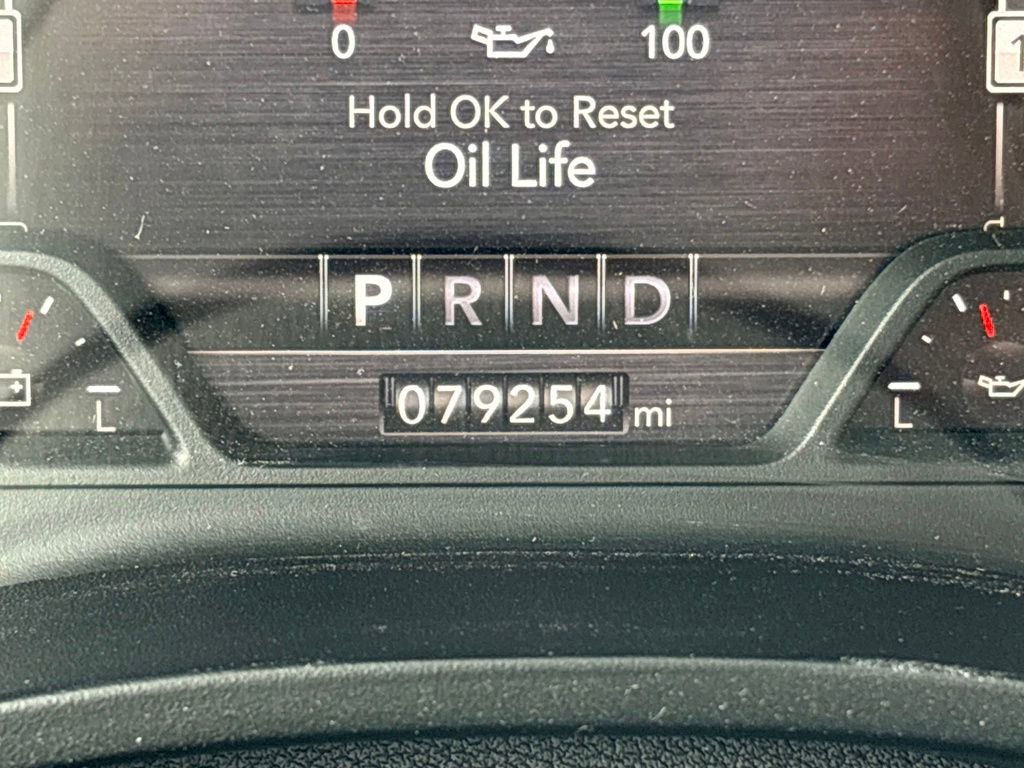 0 100
Hold OK to Reset
Oil Life
P R N D
L 079254 mi L